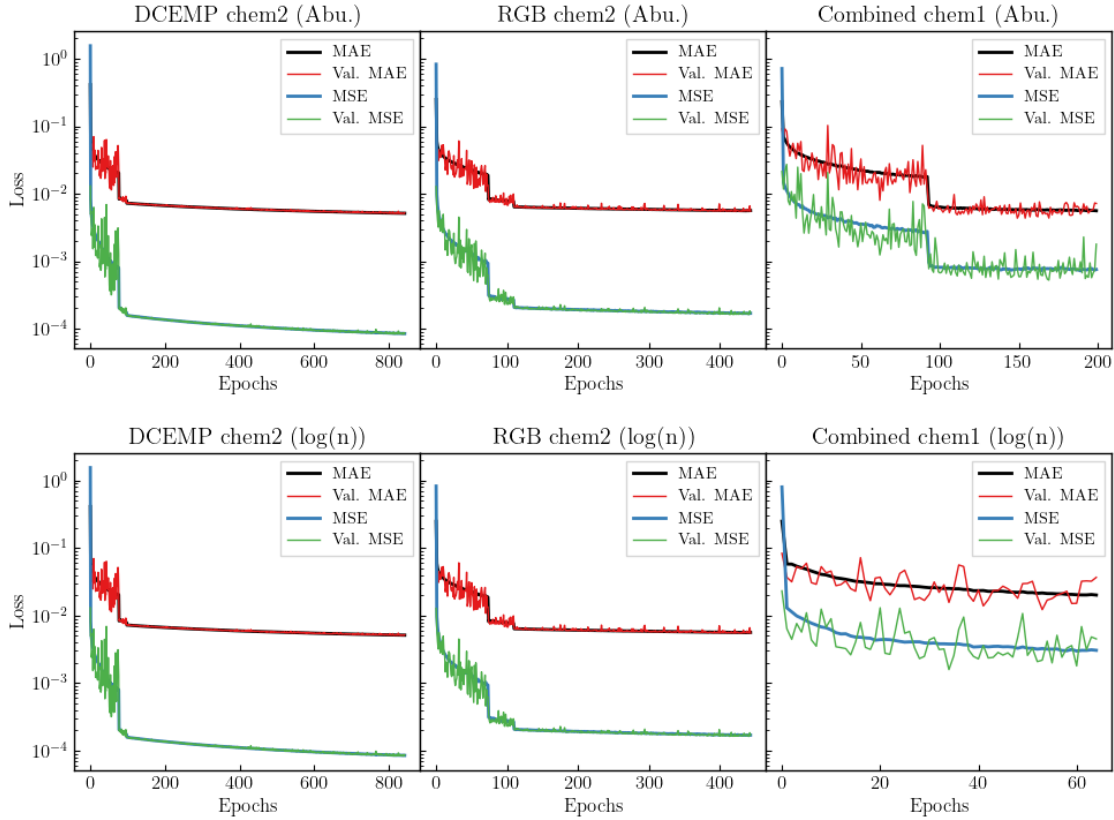 DCEMP chem2 (Abu.)
RGB chem2 (Abu.)
Combined chem1 (Abu.)
Loss
10⁰
10⁻¹
10⁻²
10⁻³
10⁻⁴
MAE
Val. MAE
MSE
Val. MSE
MAE
Val. MAE
MSE
Val. MSE
MAE
Val. MAE
MSE
Val. MSE
0 200 400 600 800
0 100 200 300 400
0 50 100 150 200
Epochs
Epochs
Epochs
DCEMP chem2 (log(n))
RGB chem2 (log(n))
Combined chem1 (log(n))
Loss
10⁰
10⁻¹
10⁻²
10⁻³
10⁻⁴
MAE
Val. MAE
MSE
Val. MSE
MAE
Val. MAE
MSE
Val. MSE
MAE
Val. MAE
MSE
Val. MSE
0 200 400 600 800
0 100 200 300 400
0 20 40 60
Epochs
Epochs
Epochs